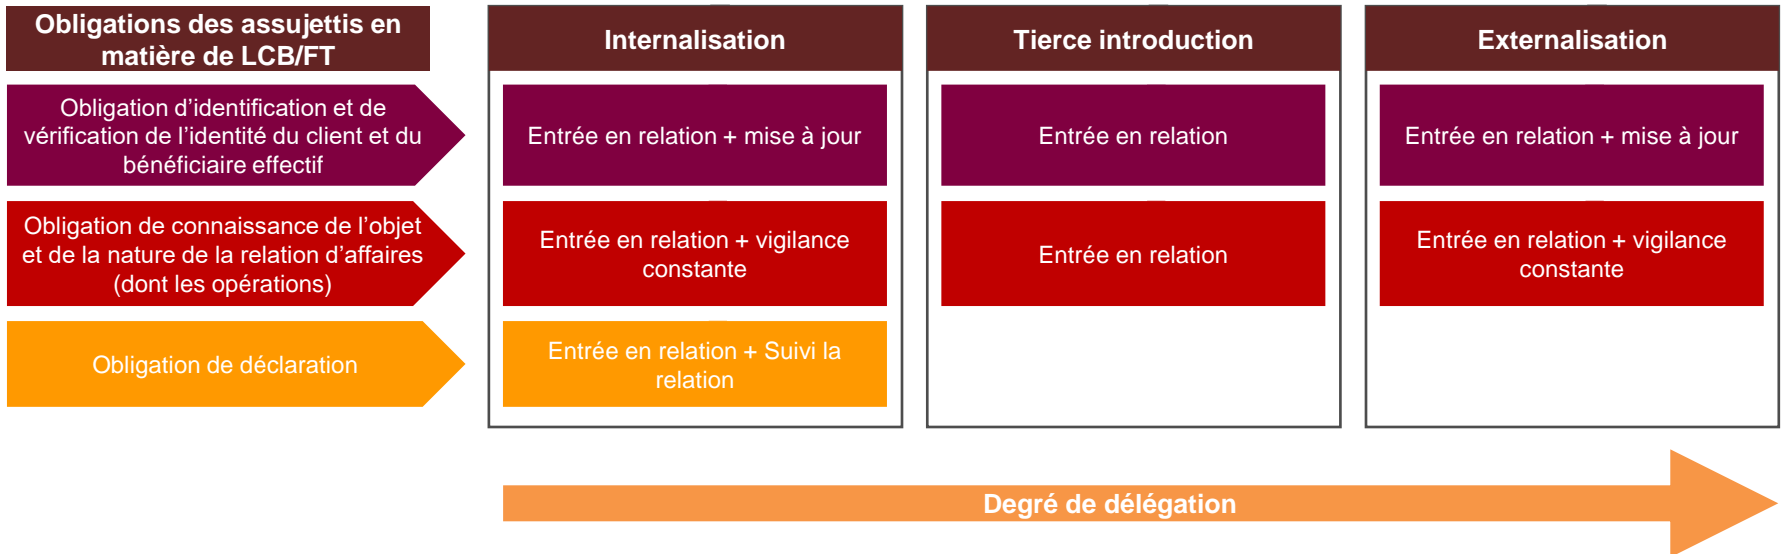 Obligations des assujettis en
matière de LCB/FT
Internalisation
Tierce introduction
Externalisation
Obligation d'identification et de
vérification de l'identité du client et du
bénéficiaire effectif
Entrée en relation + mise à jour
Entrée en relation
Entrée en relation + mise à jour
Obligation de connaissance de l'objet
et de la nature de la relation d'affaires
(dont les opérations)
Entrée en relation + vigilance
constante
Entrée en relation
Entrée en relation + vigilance
constante
Obligation de déclaration
Entrée en relation + Suivi la
relation
Degré de délégation